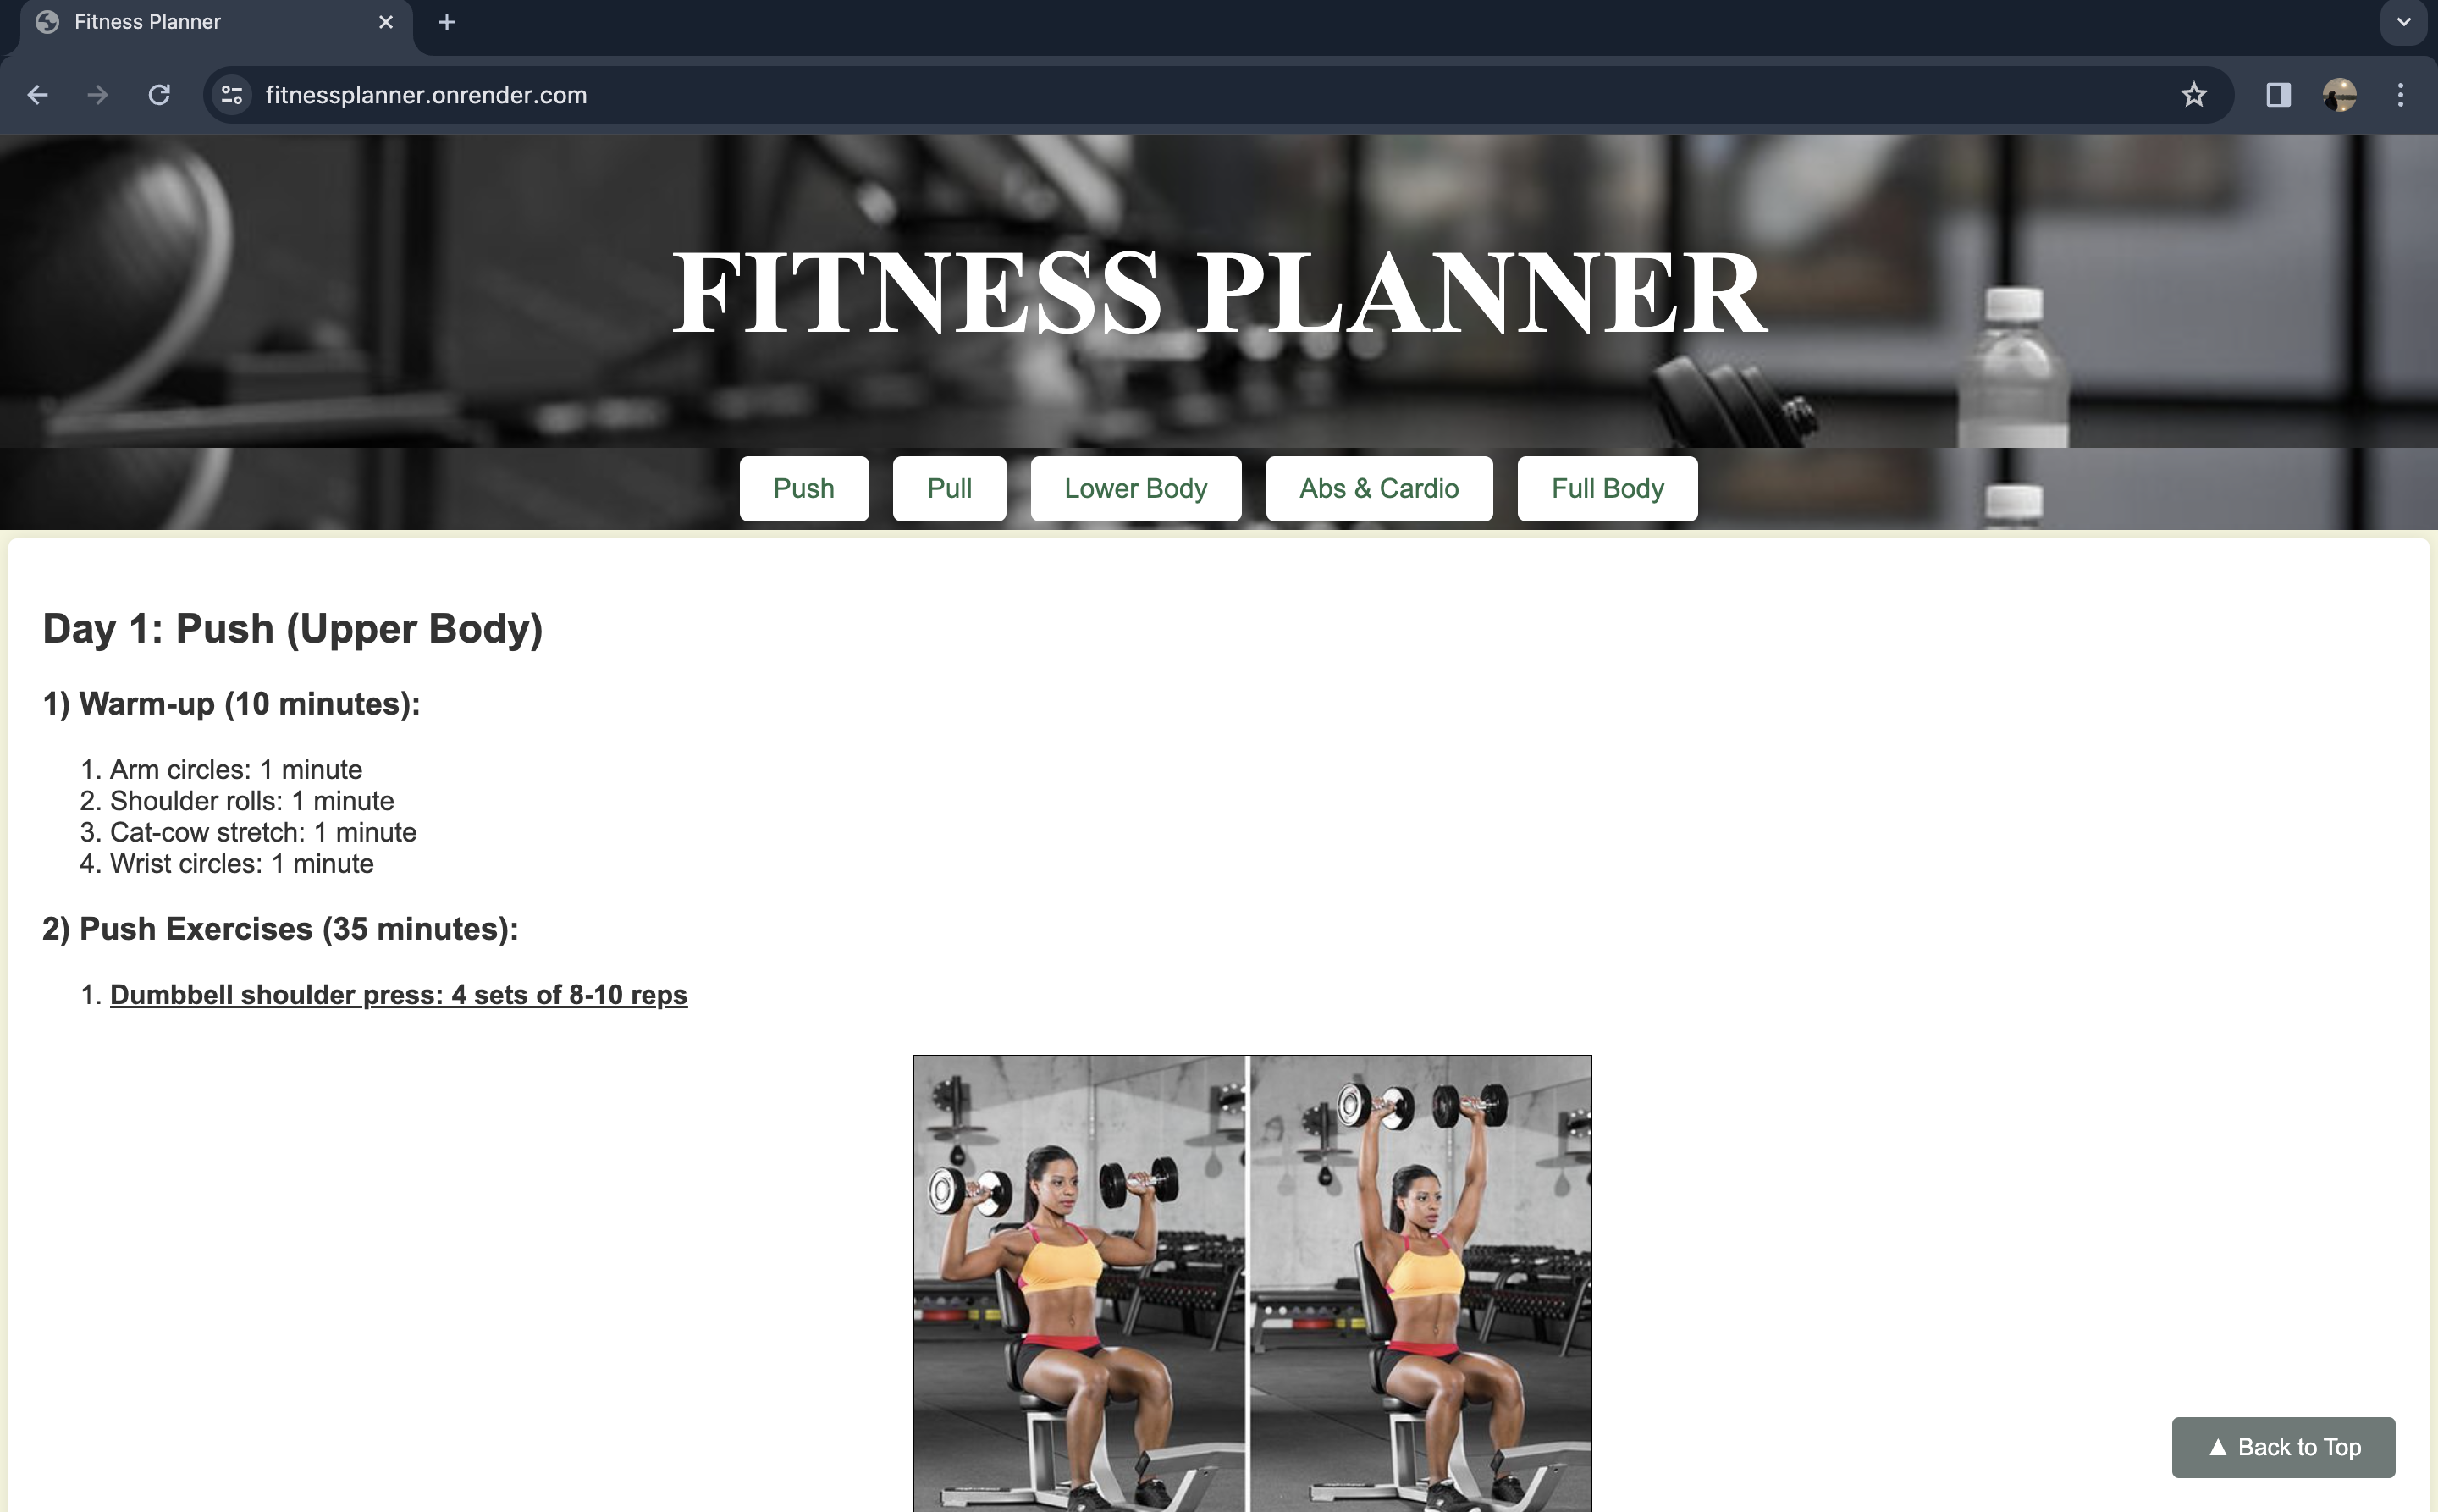 Fitness Planner
fitnessplanner.onrender.com
FITNESS PLANNER
Push Pull Lower Body Abs & Cardio Full Body
Day 1: Push (Upper Body)
1) Warm-up (10 minutes):
1. Arm circles: 1 minute
2. Shoulder rolls: 1 minute
3. Cat-cow stretch: 1 minute
4. Wrist circles: 1 minute
2) Push Exercises (35 minutes):
1. Dumbbell shoulder press: 4 sets of 8-10 reps
▲ Back to Top